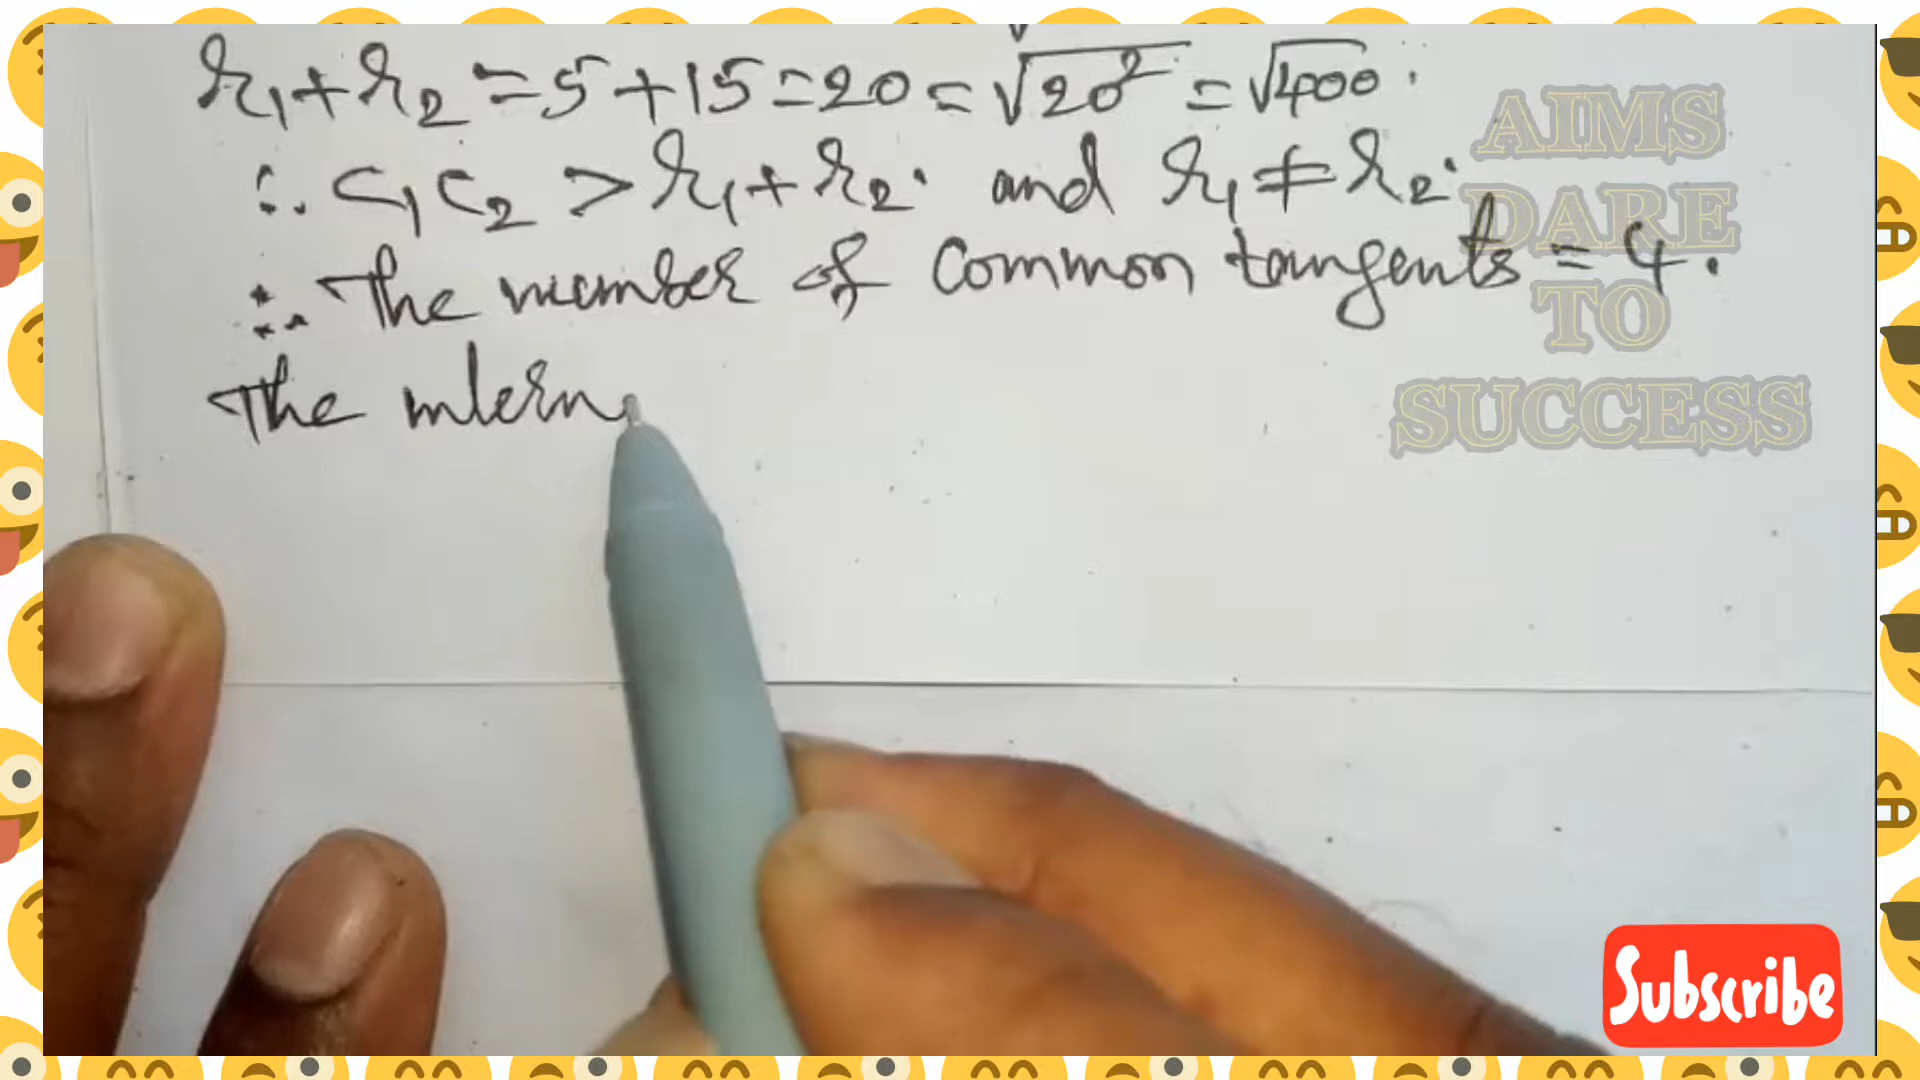 r₁+r₂ = 5+15 = 20 = √20² = √400.
∴ C₁C₂ > r₁+r₂. and r₁ ≠ r₂.
∴ The number of Common tangents = 4.
The intern
AIMS
DARE
TO
SUCCESS
Subscribe